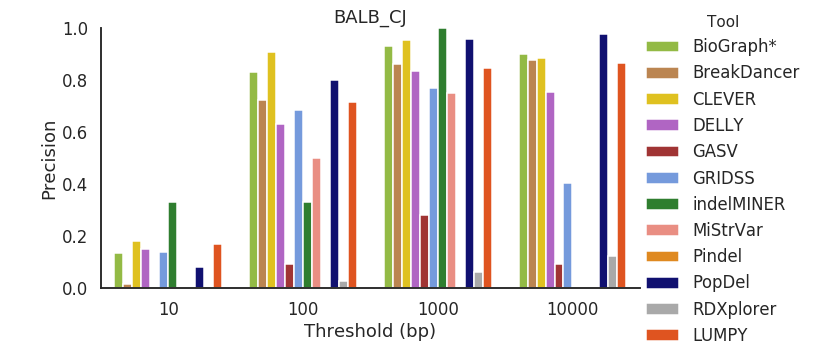 BALB_CJ
Precision
1.0
0.8
0.6
0.4
0.2
0.0
10
100
1000
10000
Threshold (bp)
Tool
BioGraph*
BreakDancer
CLEVER
DELLY
GASV
GRIDSS
indelMINER
MiStrVar
Pindel
PopDel
RDXplorer
LUMPY